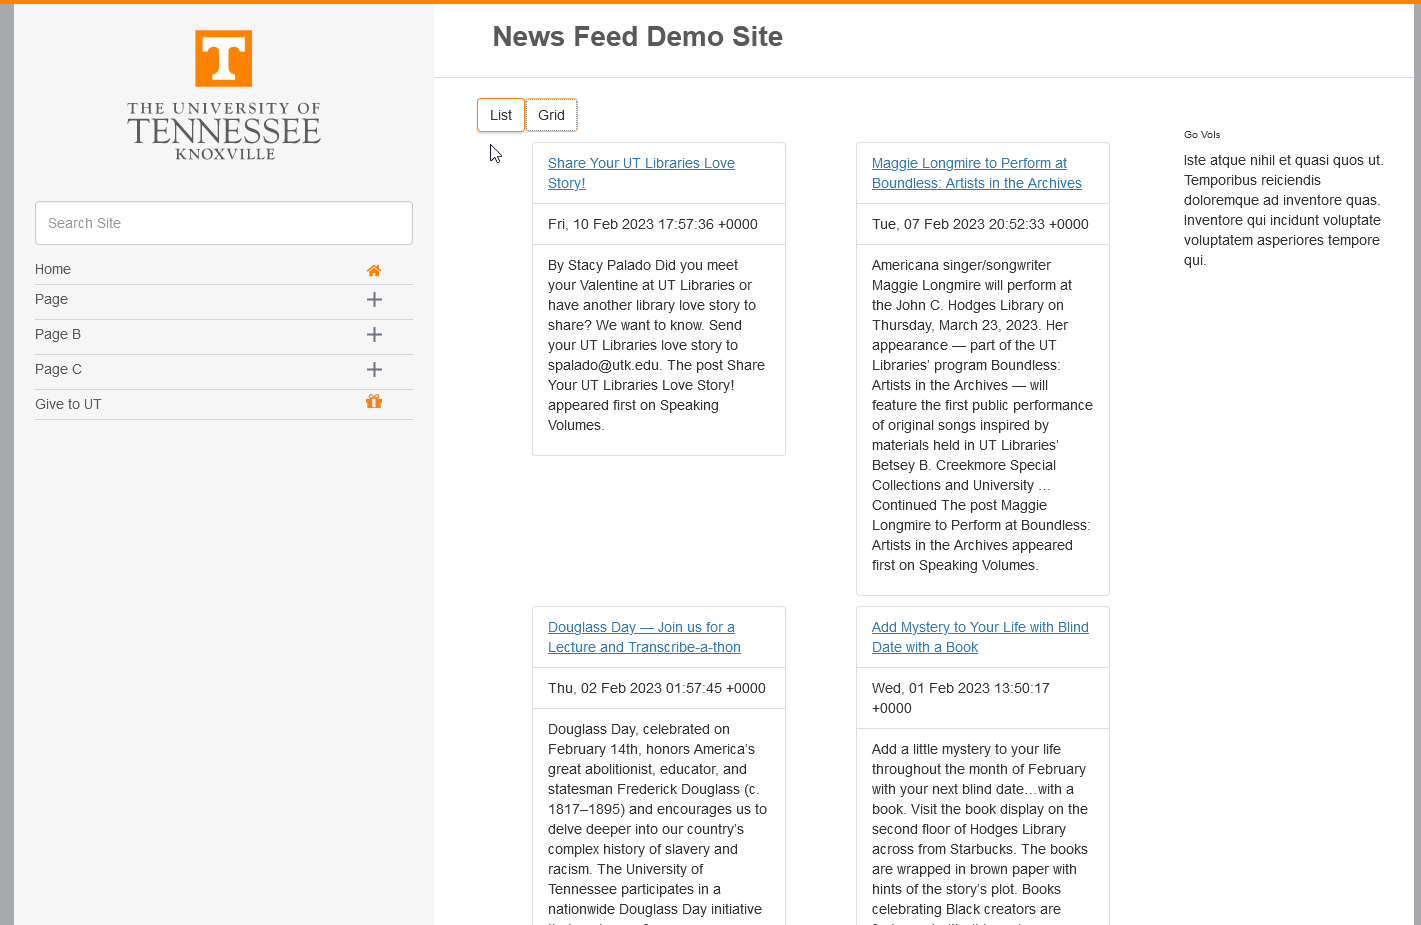 THE UNIVERSITY OF
TENNESSEE
KNOXVILLE
Search Site
Home
Page
Page B
Page C
Give to UT
News Feed Demo Site
List
Grid
Share Your UT Libraries Love
Story!
Fri, 10 Feb 2023 17:57:36 +0000
By Stacy Palado Did you meet
your Valentine at UT Libraries or
have another library love story to
share? We want to know. Send
your UT Libraries love story to
spalado@utk.edu. The post Share
Your UT Libraries Love Story!
appeared first on Speaking
Volumes.
Maggie Longmire to Perform at
Boundless: Artists in the Archives
Tue, 07 Feb 2023 20:52:33 +0000
Americana singer/songwriter
Maggie Longmire will perform at
the John C. Hodges Library on
Thursday, March 23, 2023. Her
appearance — part of the UT
Libraries’ program Boundless:
Artists in the Archives — will
feature the first public performance
of original songs inspired by
materials held in UT Libraries’
Betsey B. Creekmore Special
Collections and University …
Continued The post Maggie
Longmire to Perform at Boundless:
Artists in the Archives appeared
first on Speaking Volumes.
Douglass Day — Join us for a
Lecture and Transcribe-a-thon
Thu, 02 Feb 2023 01:57:45 +0000
Douglass Day, celebrated on
February 14th, honors America’s
great abolitionist, educator, and
statesman Frederick Douglass (c.
1817–1895) and encourages us to
delve deeper into our country’s
complex history of slavery and
racism. The University of
Tennessee participates in a
nationwide Douglass Day initiative
Add Mystery to Your Life with Blind
Date with a Book
Wed, 01 Feb 2023 13:50:17
+0000
Add a little mystery to your life
throughout the month of February
with your next blind date…with a
book. Visit the book display on the
second floor of Hodges Library
across from Starbucks. The books
are wrapped in brown paper with
hints of the story’s plot. Books
celebrating Black creators are
Go Vols
Iste atque nihil et quasi quos ut.
Temporibus reiciendis
doloremque ad inventore quas.
Inventore qui incidunt voluptate
voluptatem asperiores tempore
qui.